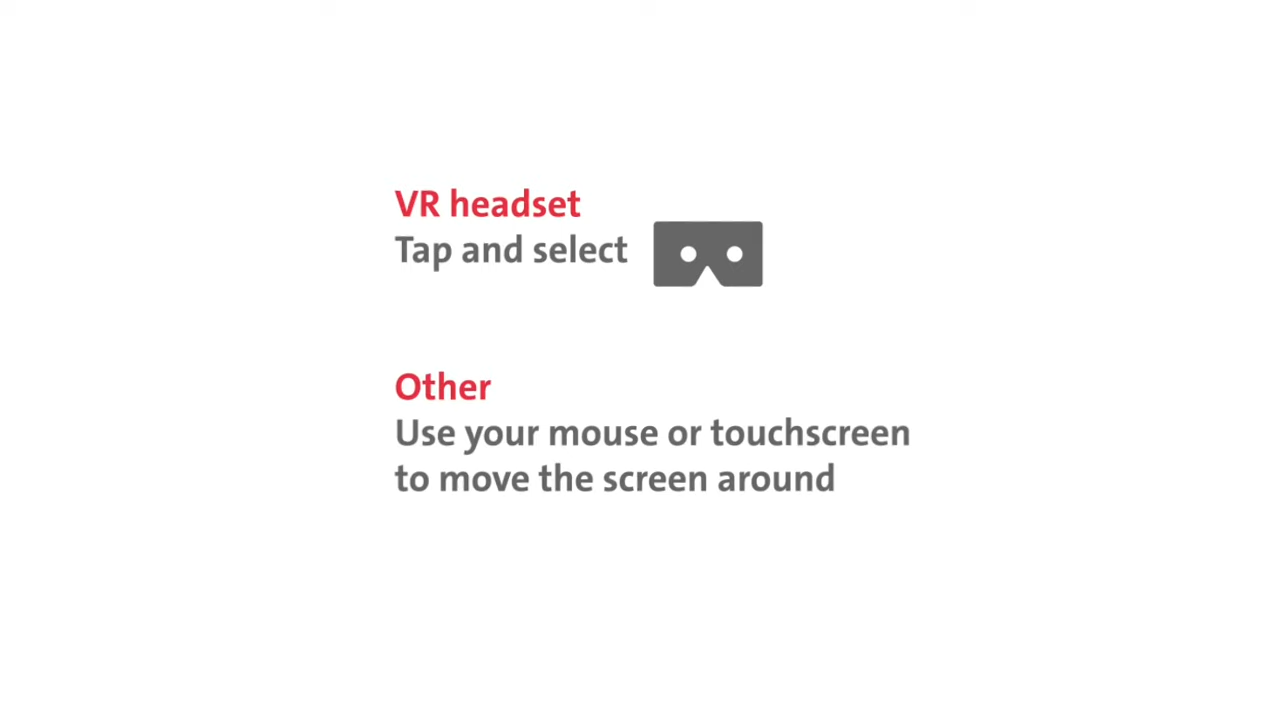 VR headset
Tap and select
Other
Use your mouse or touchscreen
to move the screen around